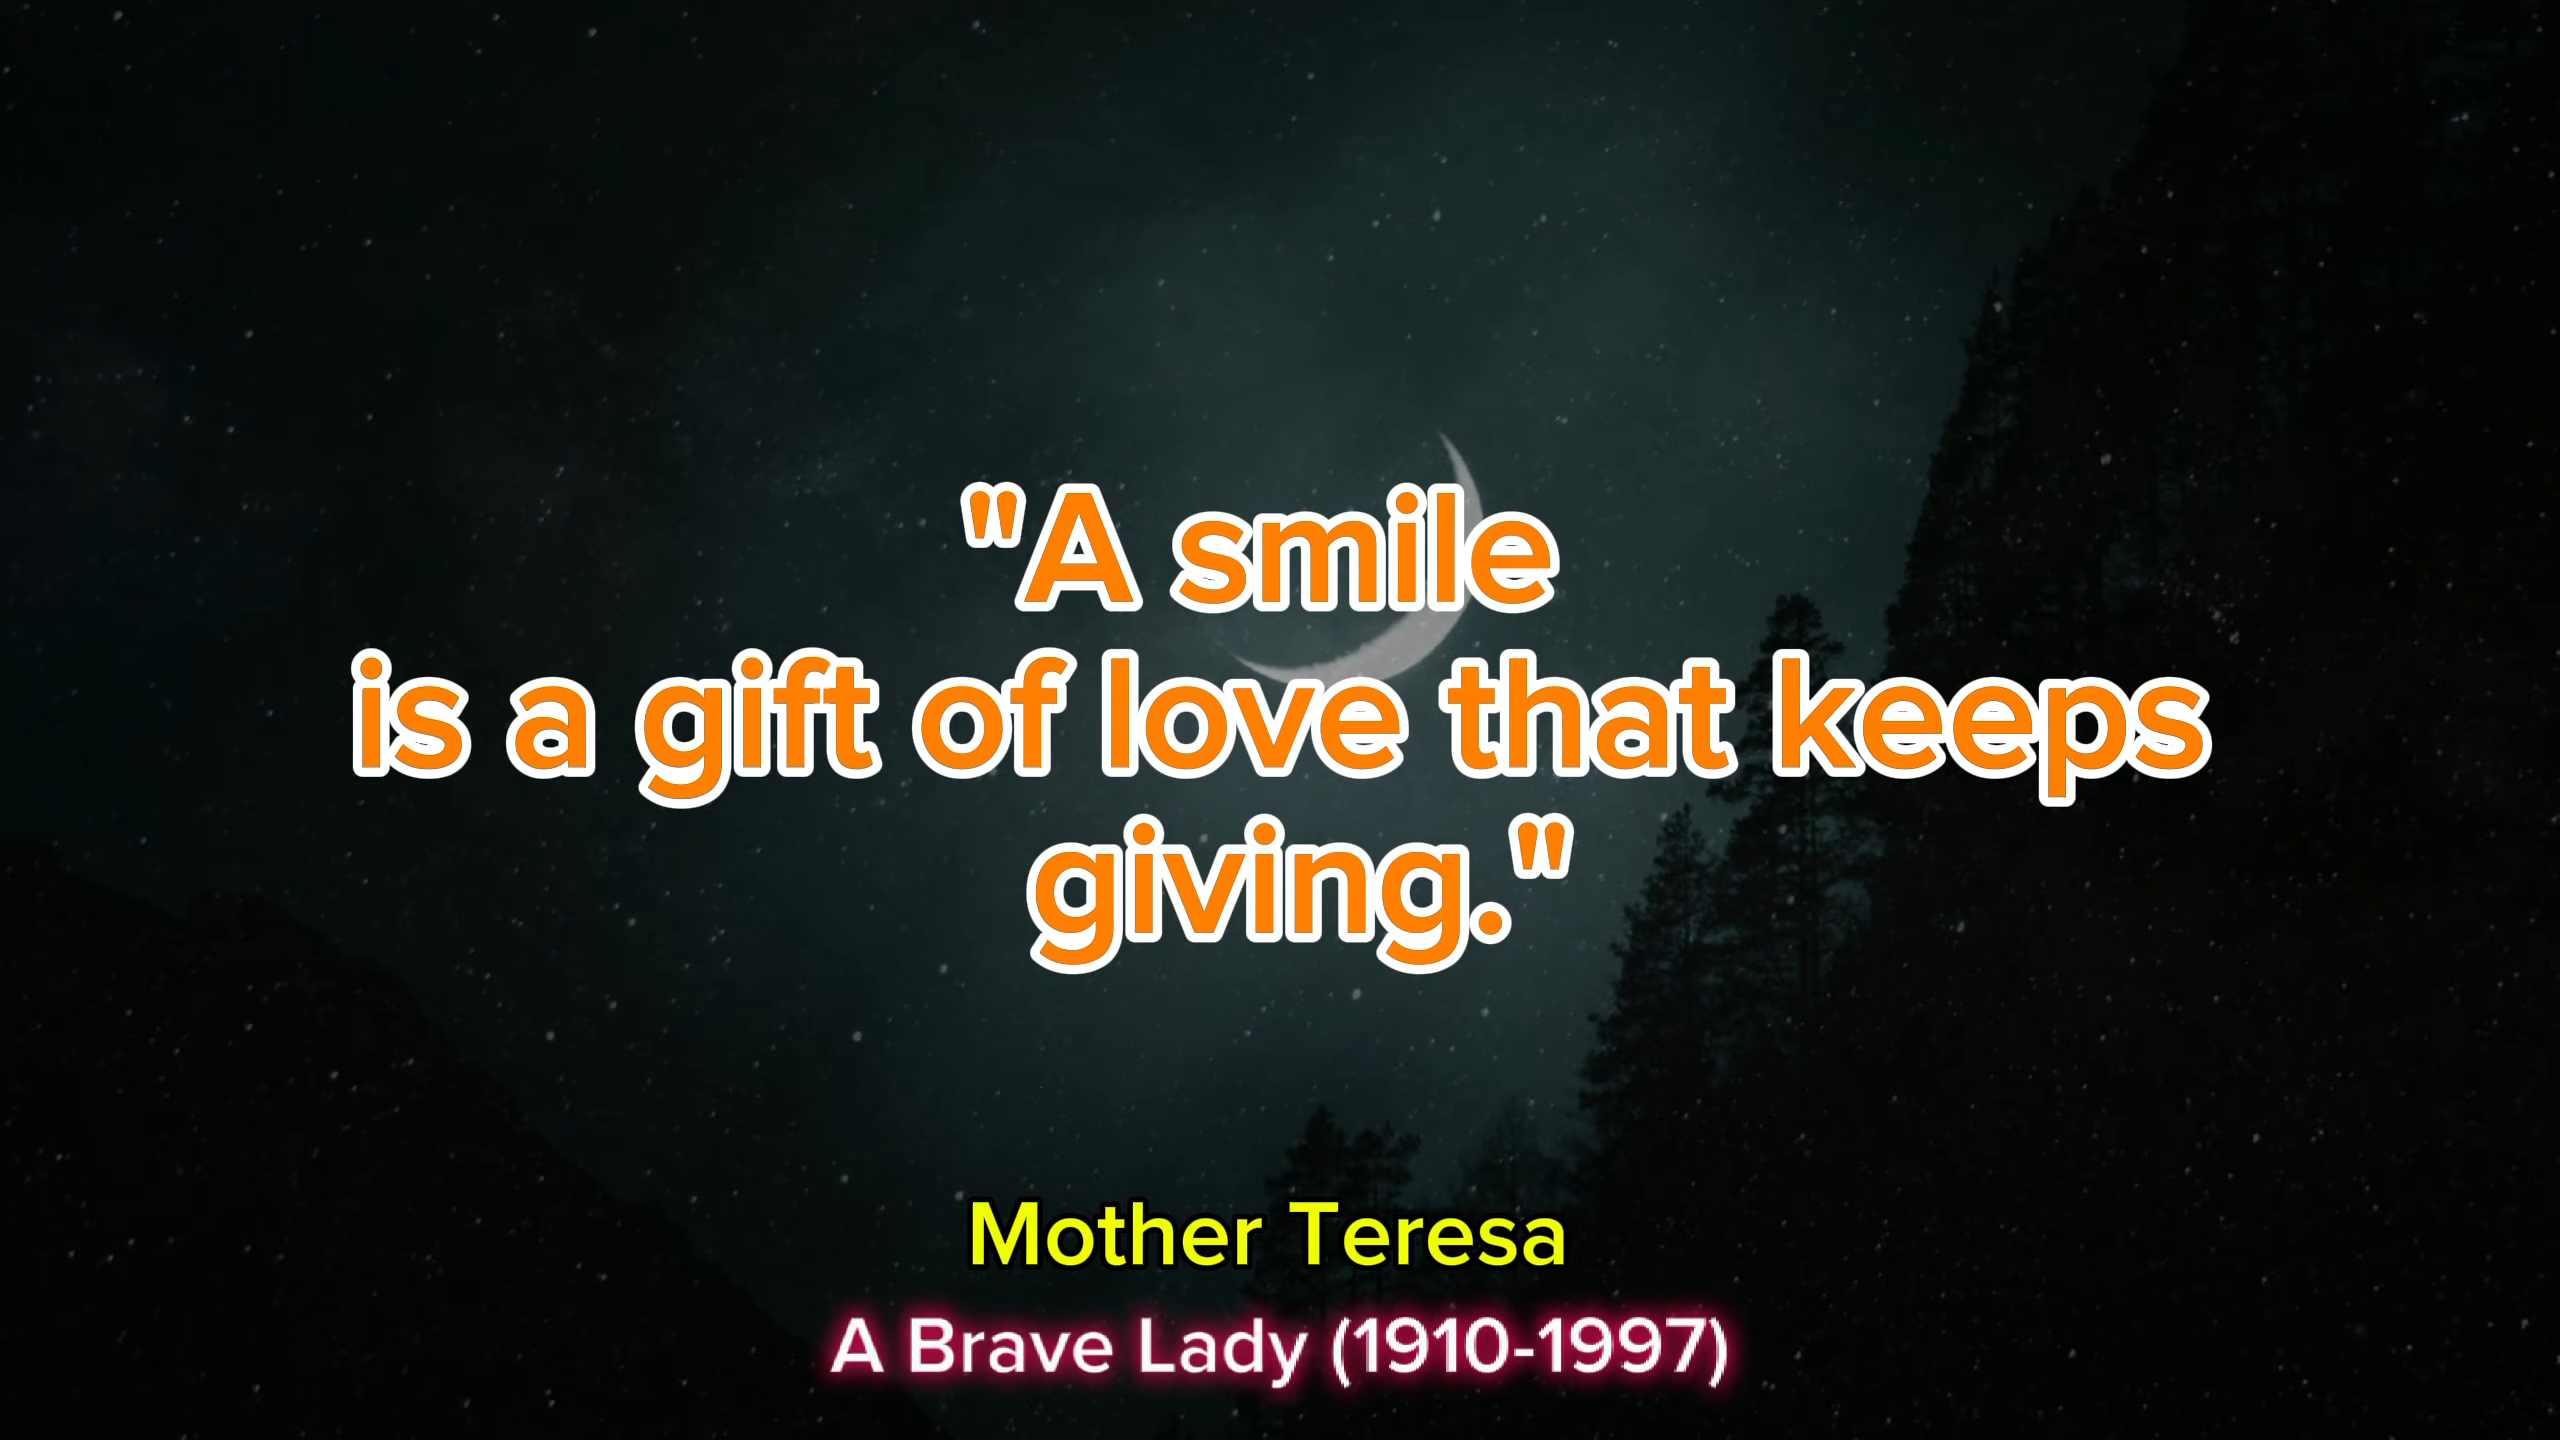 "A smile
is a gift of love that keeps
giving."
Mother Teresa
A Brave Lady (1910-1997)